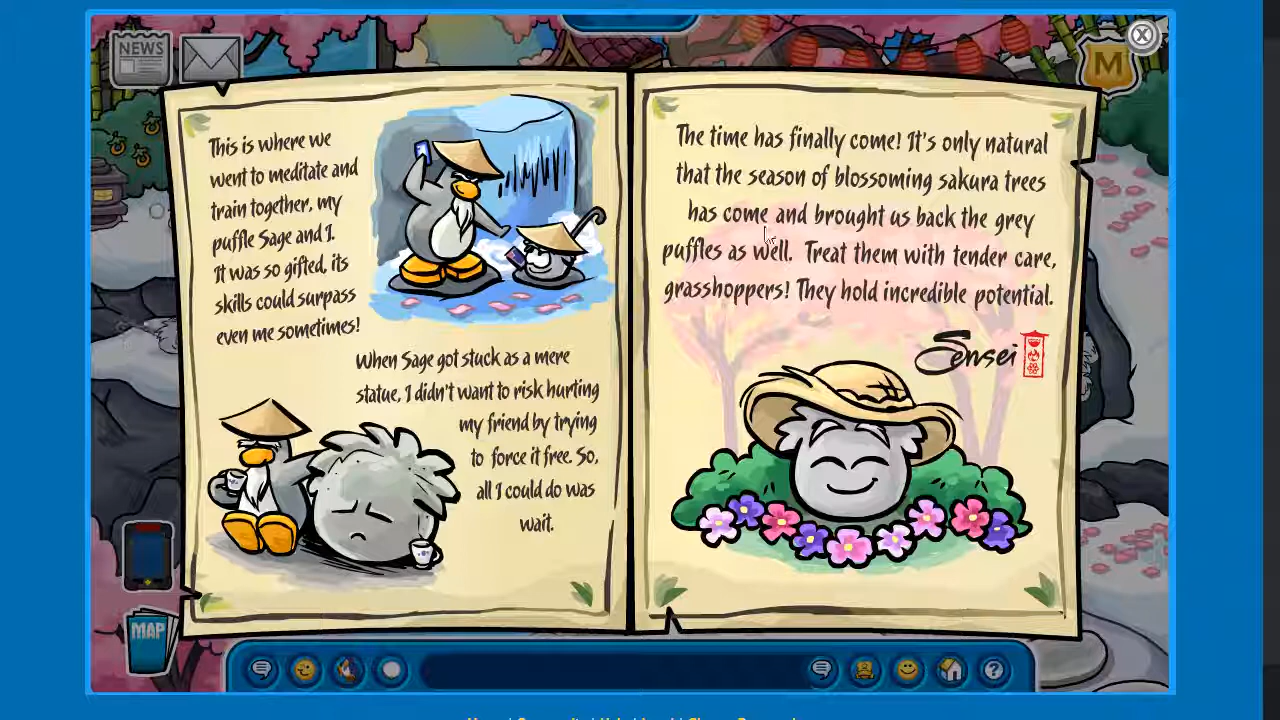 NEWS
M
This is where we
went to meditate and
train together, my
puffle Sage and I.
It was so gifted, its
skills could surpass
even me sometimes!
When Sage got stuck as a mere
statue, I didn't want to risk hurting
my friend by trying
to force it free. So,
all I could do was
wait.
The time has finally come! It's only natural
that the season of blossoming sakura trees
has come and brought us back the grey
puffles as well. Treat them with tender care,
grasshoppers! They hold incredible potential.
Sensei
MAP
?